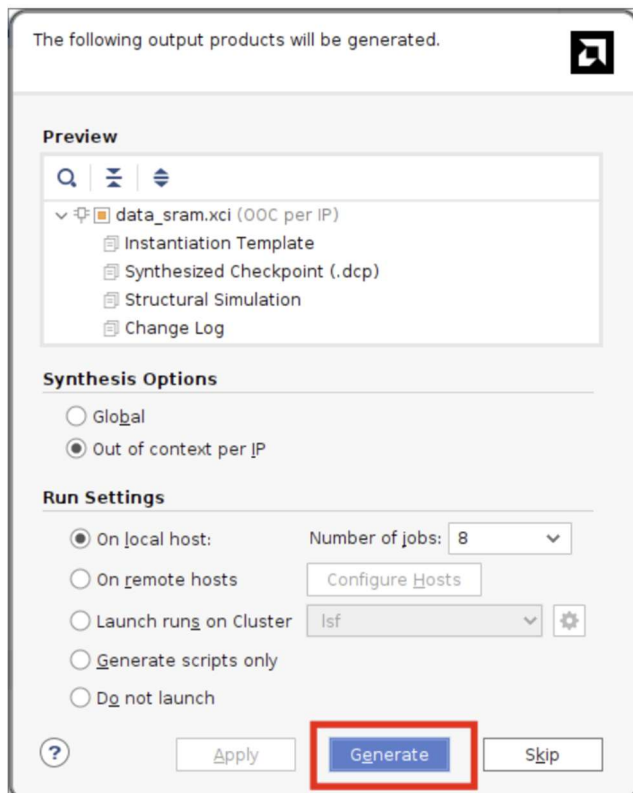 The following output products will be generated.
Preview
data_sram.xci (OOC per IP)
Instantiation Template
Synthesized Checkpoint (.dcp)
Structural Simulation
Change Log
Synthesis Options
Global
Out of context per IP
Run Settings
On local host: Number of jobs: 8
On remote hosts Configure Hosts
Launch runs on Cluster lsf
Generate scripts only
Do not launch
? Apply Generate Skip